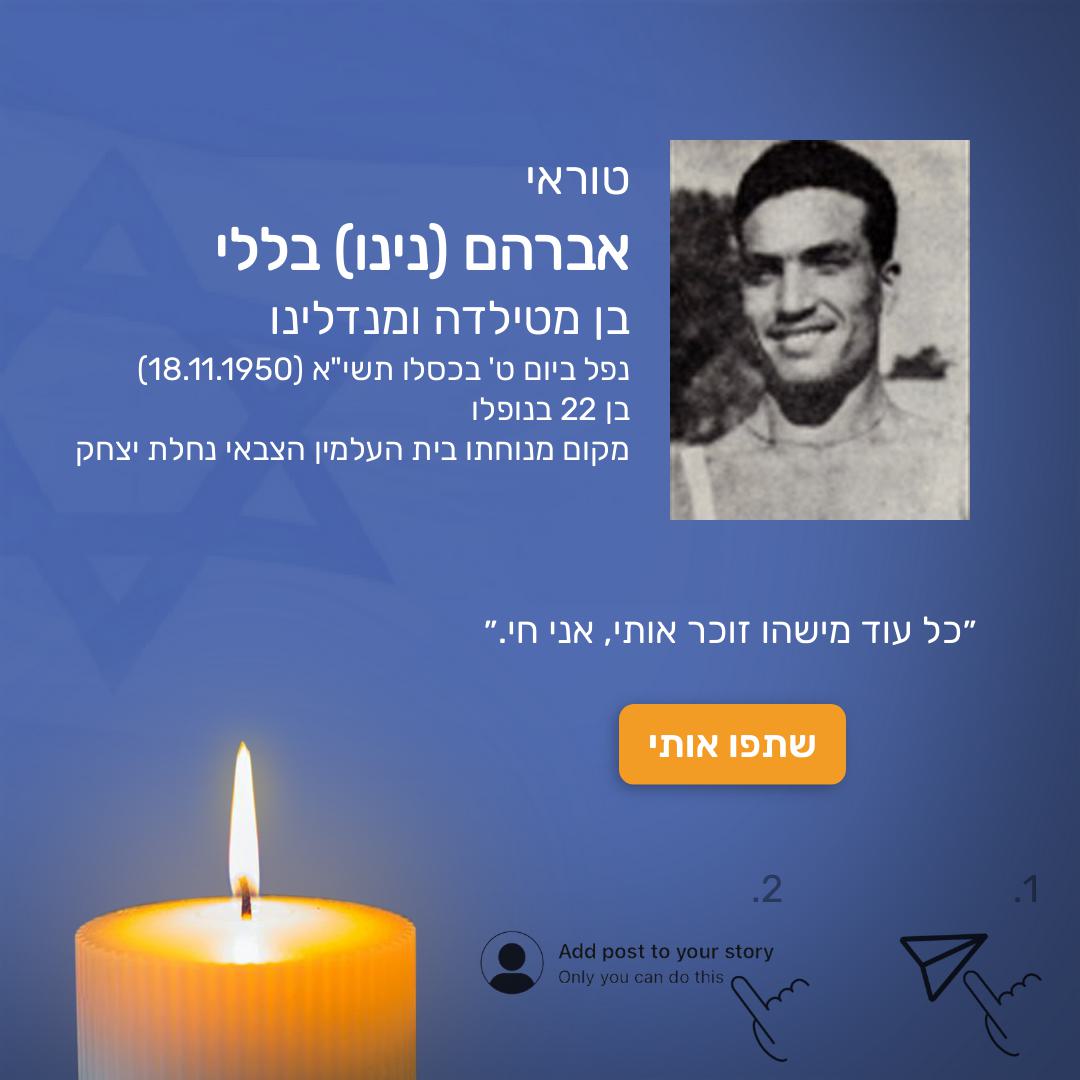 טוראי
אברהם (נינו) בללי
בן מטילדה ומנדלינו
נפל ביום ט' בכסלו תשי"א (18.11.1950)
בן 22 בנופלו
מקום מנוחתו בית העלמין הצבאי נחלת יצחק
״כל עוד מישהו זוכר אותי, אני חי.״
שתפו אותי
1.
2.
Add post to your story
Only you can do this